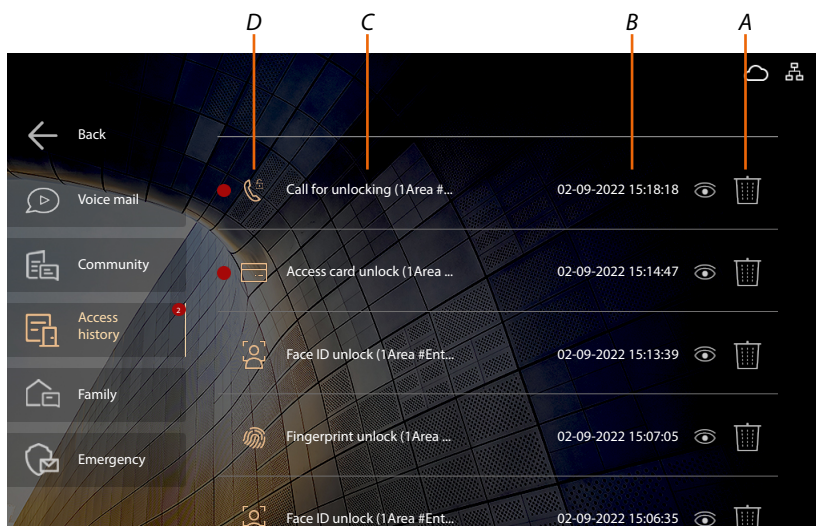 D C B A
Back
Voice mail
Call for unlocking (1Area #... 02-09-2022 15:18:18
Community
Access card unlock (1Area ... 02-09-2022 15:14:47
Access
history
2
Face ID unlock (1Area #Ent... 02-09-2022 15:13:39
Family
Fingerprint unlock (1Area ... 02-09-2022 15:07:05
Emergency
Face ID unlock (1Area #Ent... 02-09-2022 15:06:35